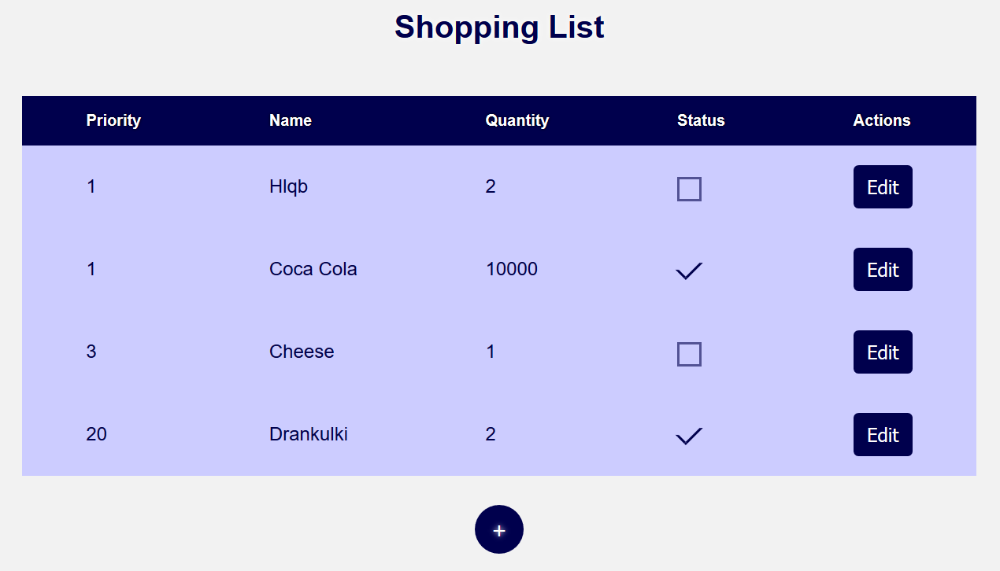 Shopping List
Priority Name Quantity Status Actions
1 Hlqb 2 Edit
1 Coca Cola 10000 Edit
3 Cheese 1 Edit
20 Drankulki 2 Edit
+